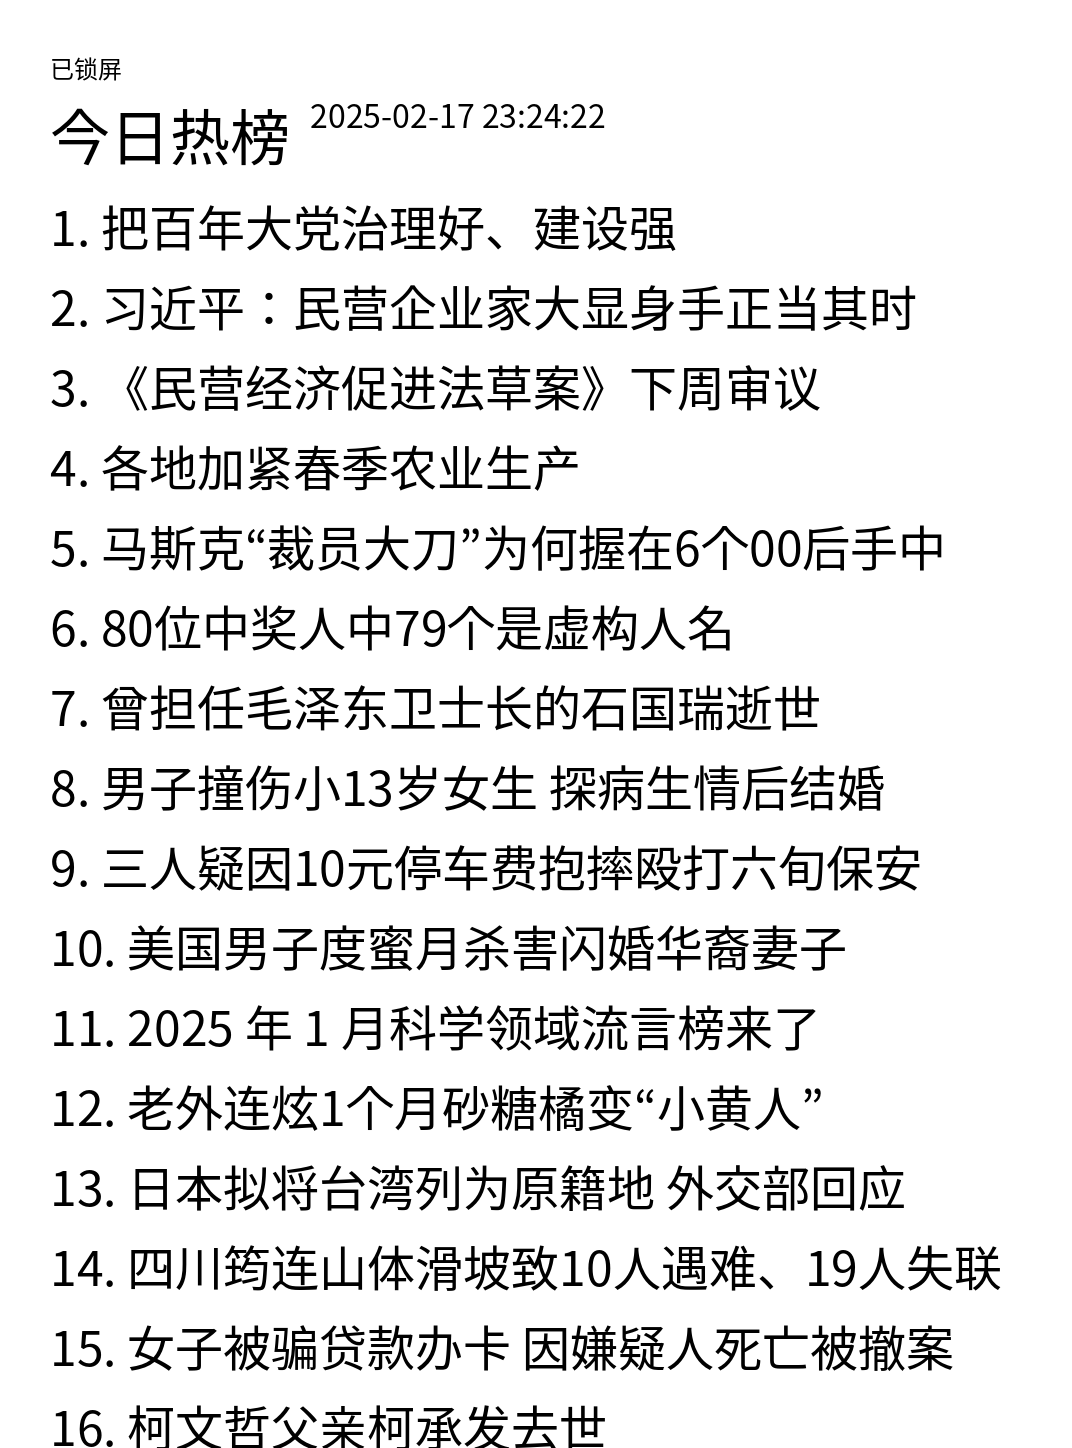 已锁屏
今日热榜 2025-02-17 23:24:22
1. 把百年大党治理好、建设强
2. 习近平：民营企业家大显身手正当其时
3. 《民营经济促进法草案》下周审议
4. 各地加紧春季农业生产
5. 马斯克“裁员大刀”为何握在6个00后手中
6. 80位中奖人中79个是虚构人名
7. 曾担任毛泽东卫士长的石国瑞逝世
8. 男子撞伤小13岁女生 探病生情后结婚
9. 三人疑因10元停车费抱摔殴打六旬保安
10. 美国男子度蜜月杀害闪婚华裔妻子
11. 2025 年 1 月科学领域流言榜来了
12. 老外连炫1个月砂糖橘变“小黄人”
13. 日本拟将台湾列为原籍地 外交部回应
14. 四川筠连山体滑坡致10人遇难、19人失联
15. 女子被骗贷款办卡 因嫌疑人死亡被撤案
16. 柯文哲父亲柯承发去世